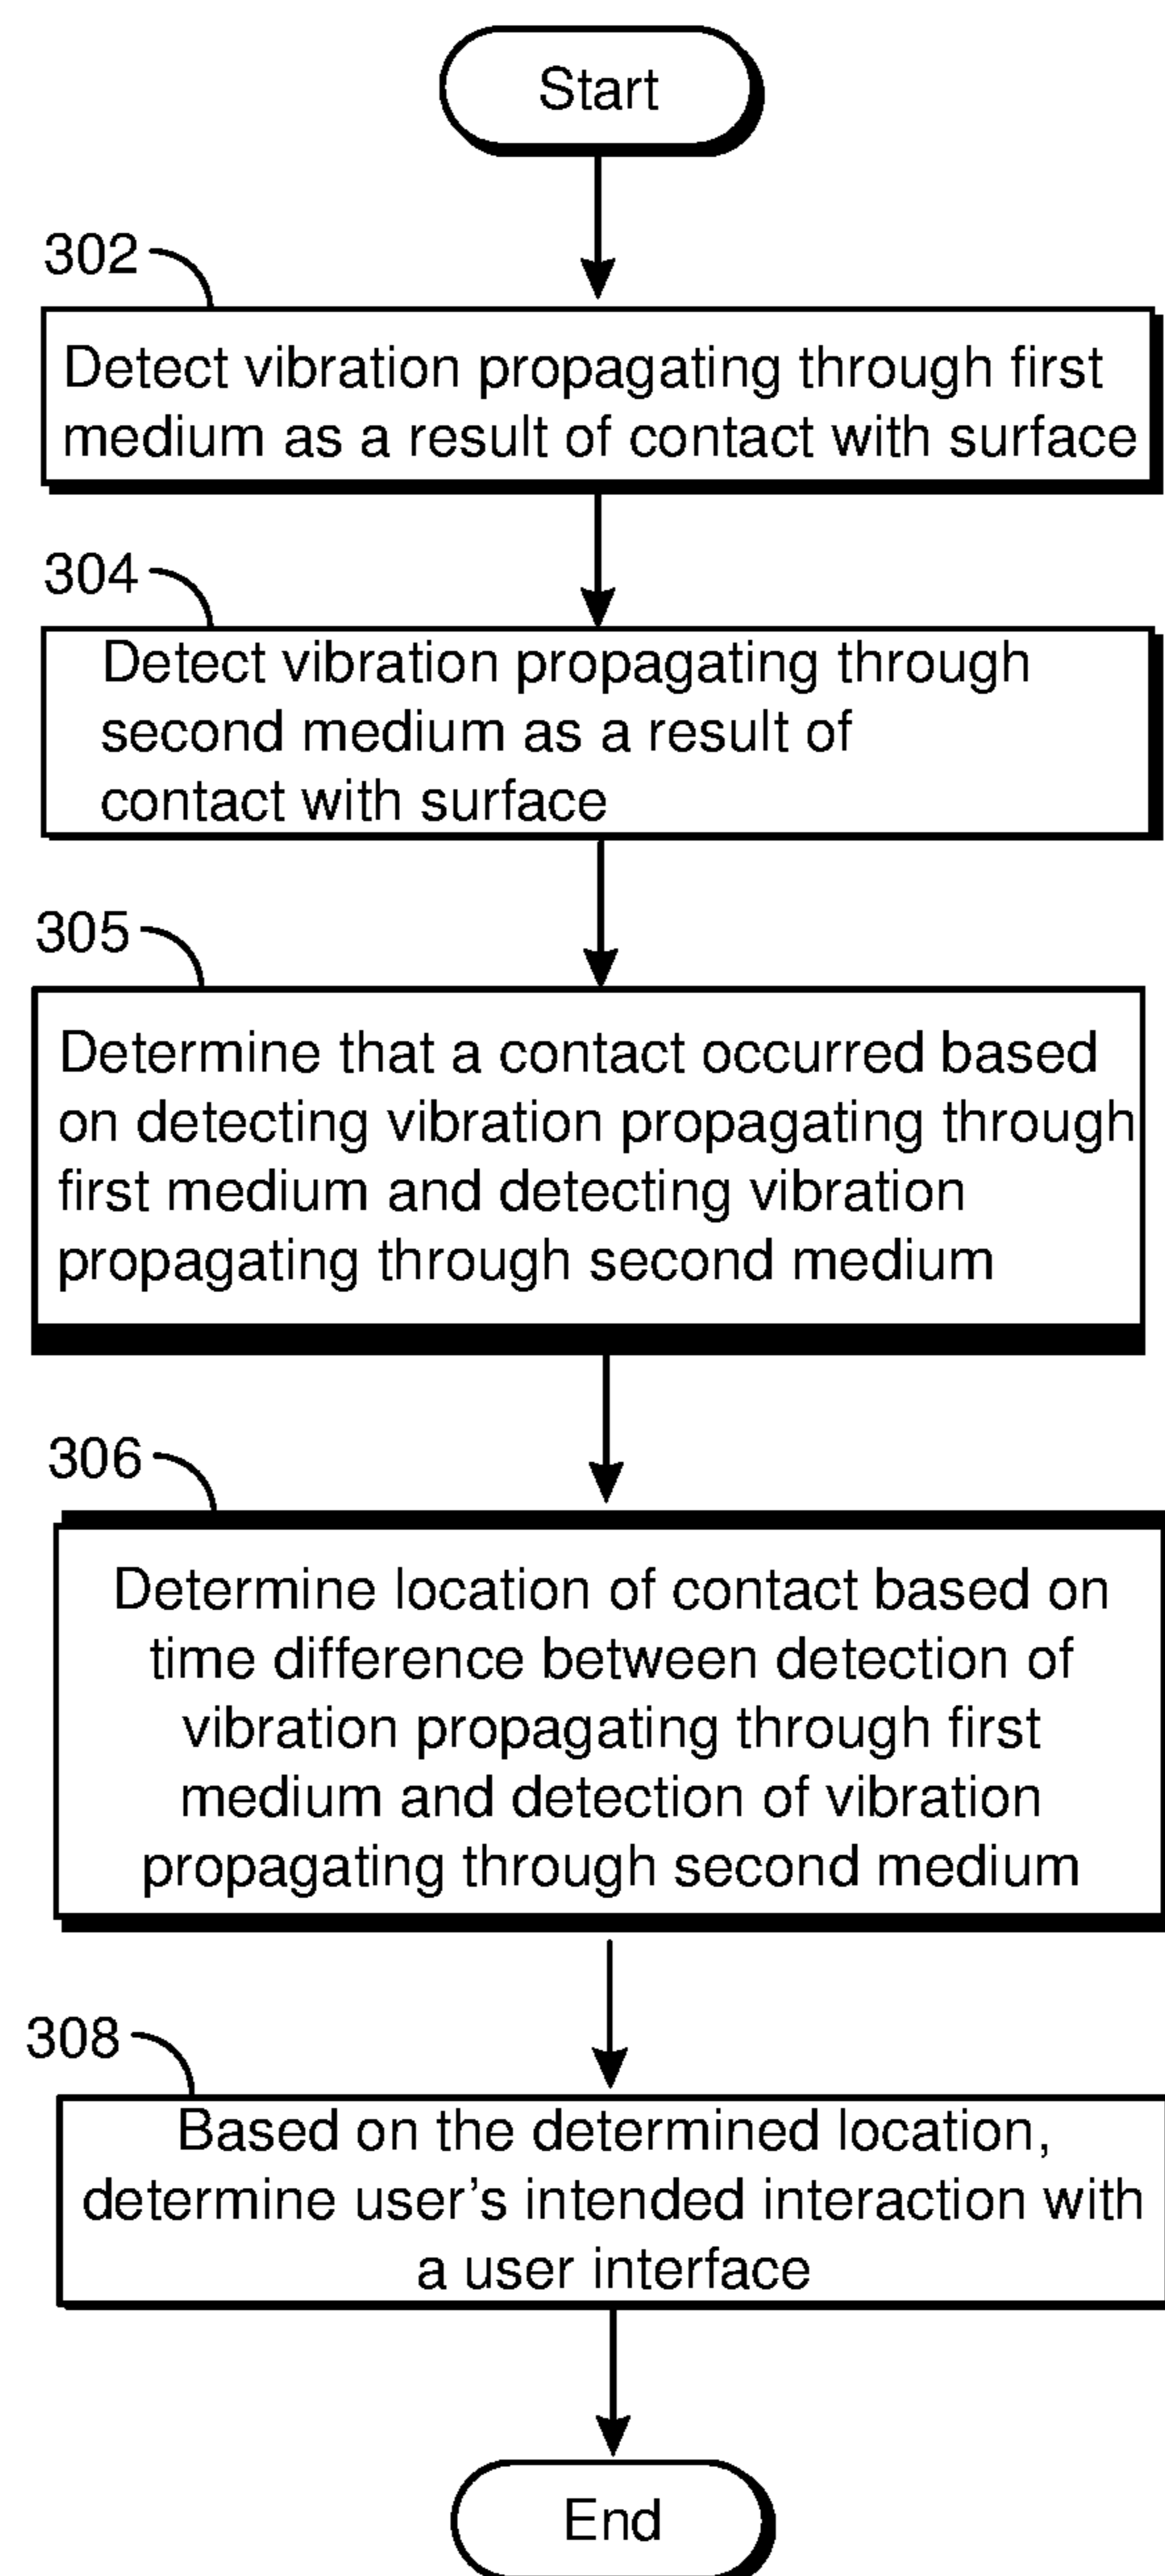 Start
302
Detect vibration propagating through first
medium as a result of contact with surface
304
Detect vibration propagating through
second medium as a result of
contact with surface
305
Determine that a contact occurred based
on detecting vibration propagating through
first medium and detecting vibration
propagating through second medium
306
Determine location of contact based on
time difference between detection of
vibration propagating through first
medium and detection of vibration
propagating through second medium
308
Based on the determined location,
determine user's intended interaction with
a user interface
End